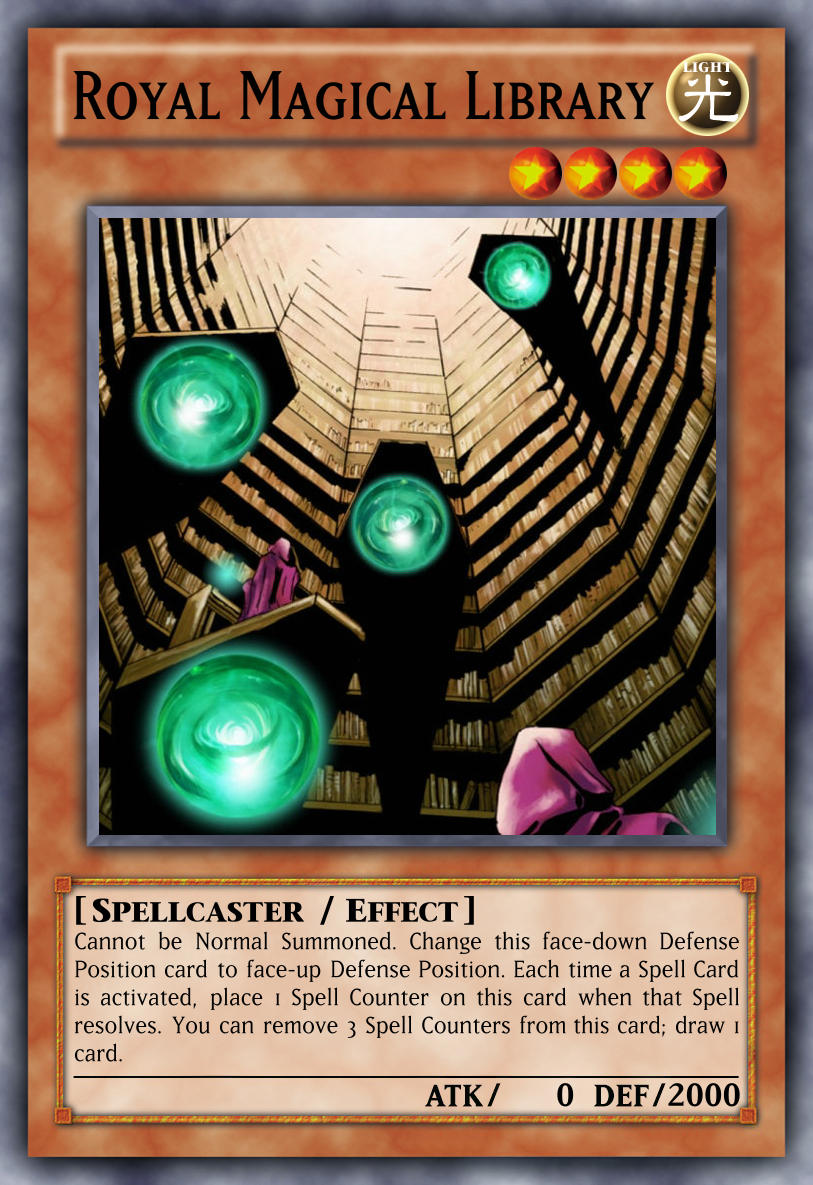 Royal Magical Library
LIGHT
光
[ Spellcaster / Effect ]
Cannot be Normal Summoned. Change this face-down Defense
Position card to face-up Defense Position. Each time a Spell Card
is activated, place 1 Spell Counter on this card when that Spell
resolves. You can remove 3 Spell Counters from this card; draw 1
card.
ATK/ 0 DEF/2000